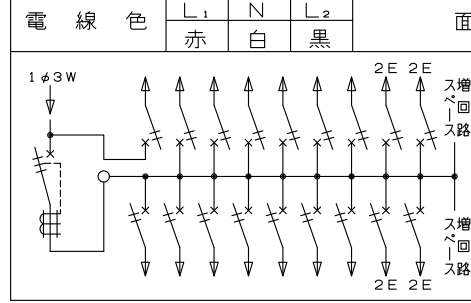 電線色 L₁ N L₂ 面
赤 白 黒
1φ3W
2E 2E
増回路
スペース
増回路
スペース
2E 2E